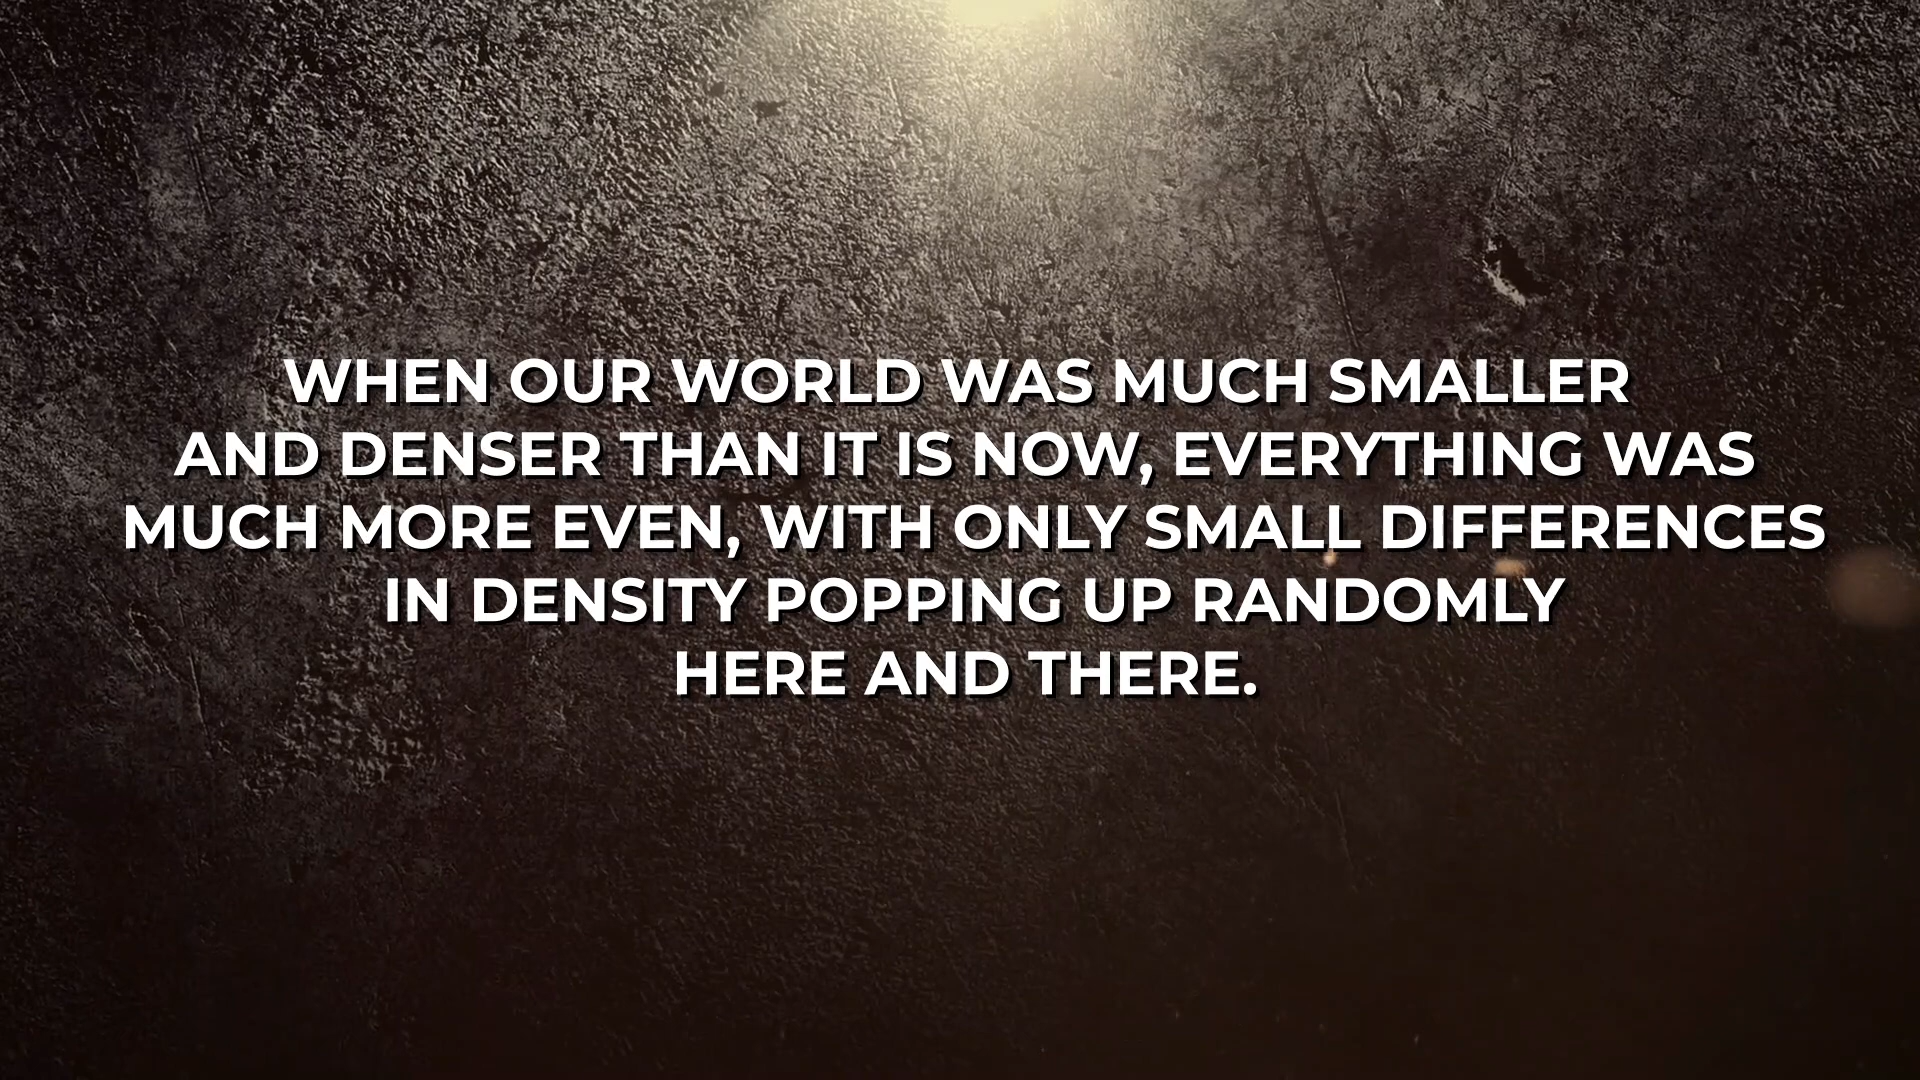 WHEN OUR WORLD WAS MUCH SMALLER
AND DENSER THAN IT IS NOW, EVERYTHING WAS
MUCH MORE EVEN, WITH ONLY SMALL DIFFERENCES
IN DENSITY POPPING UP RANDOMLY
HERE AND THERE.